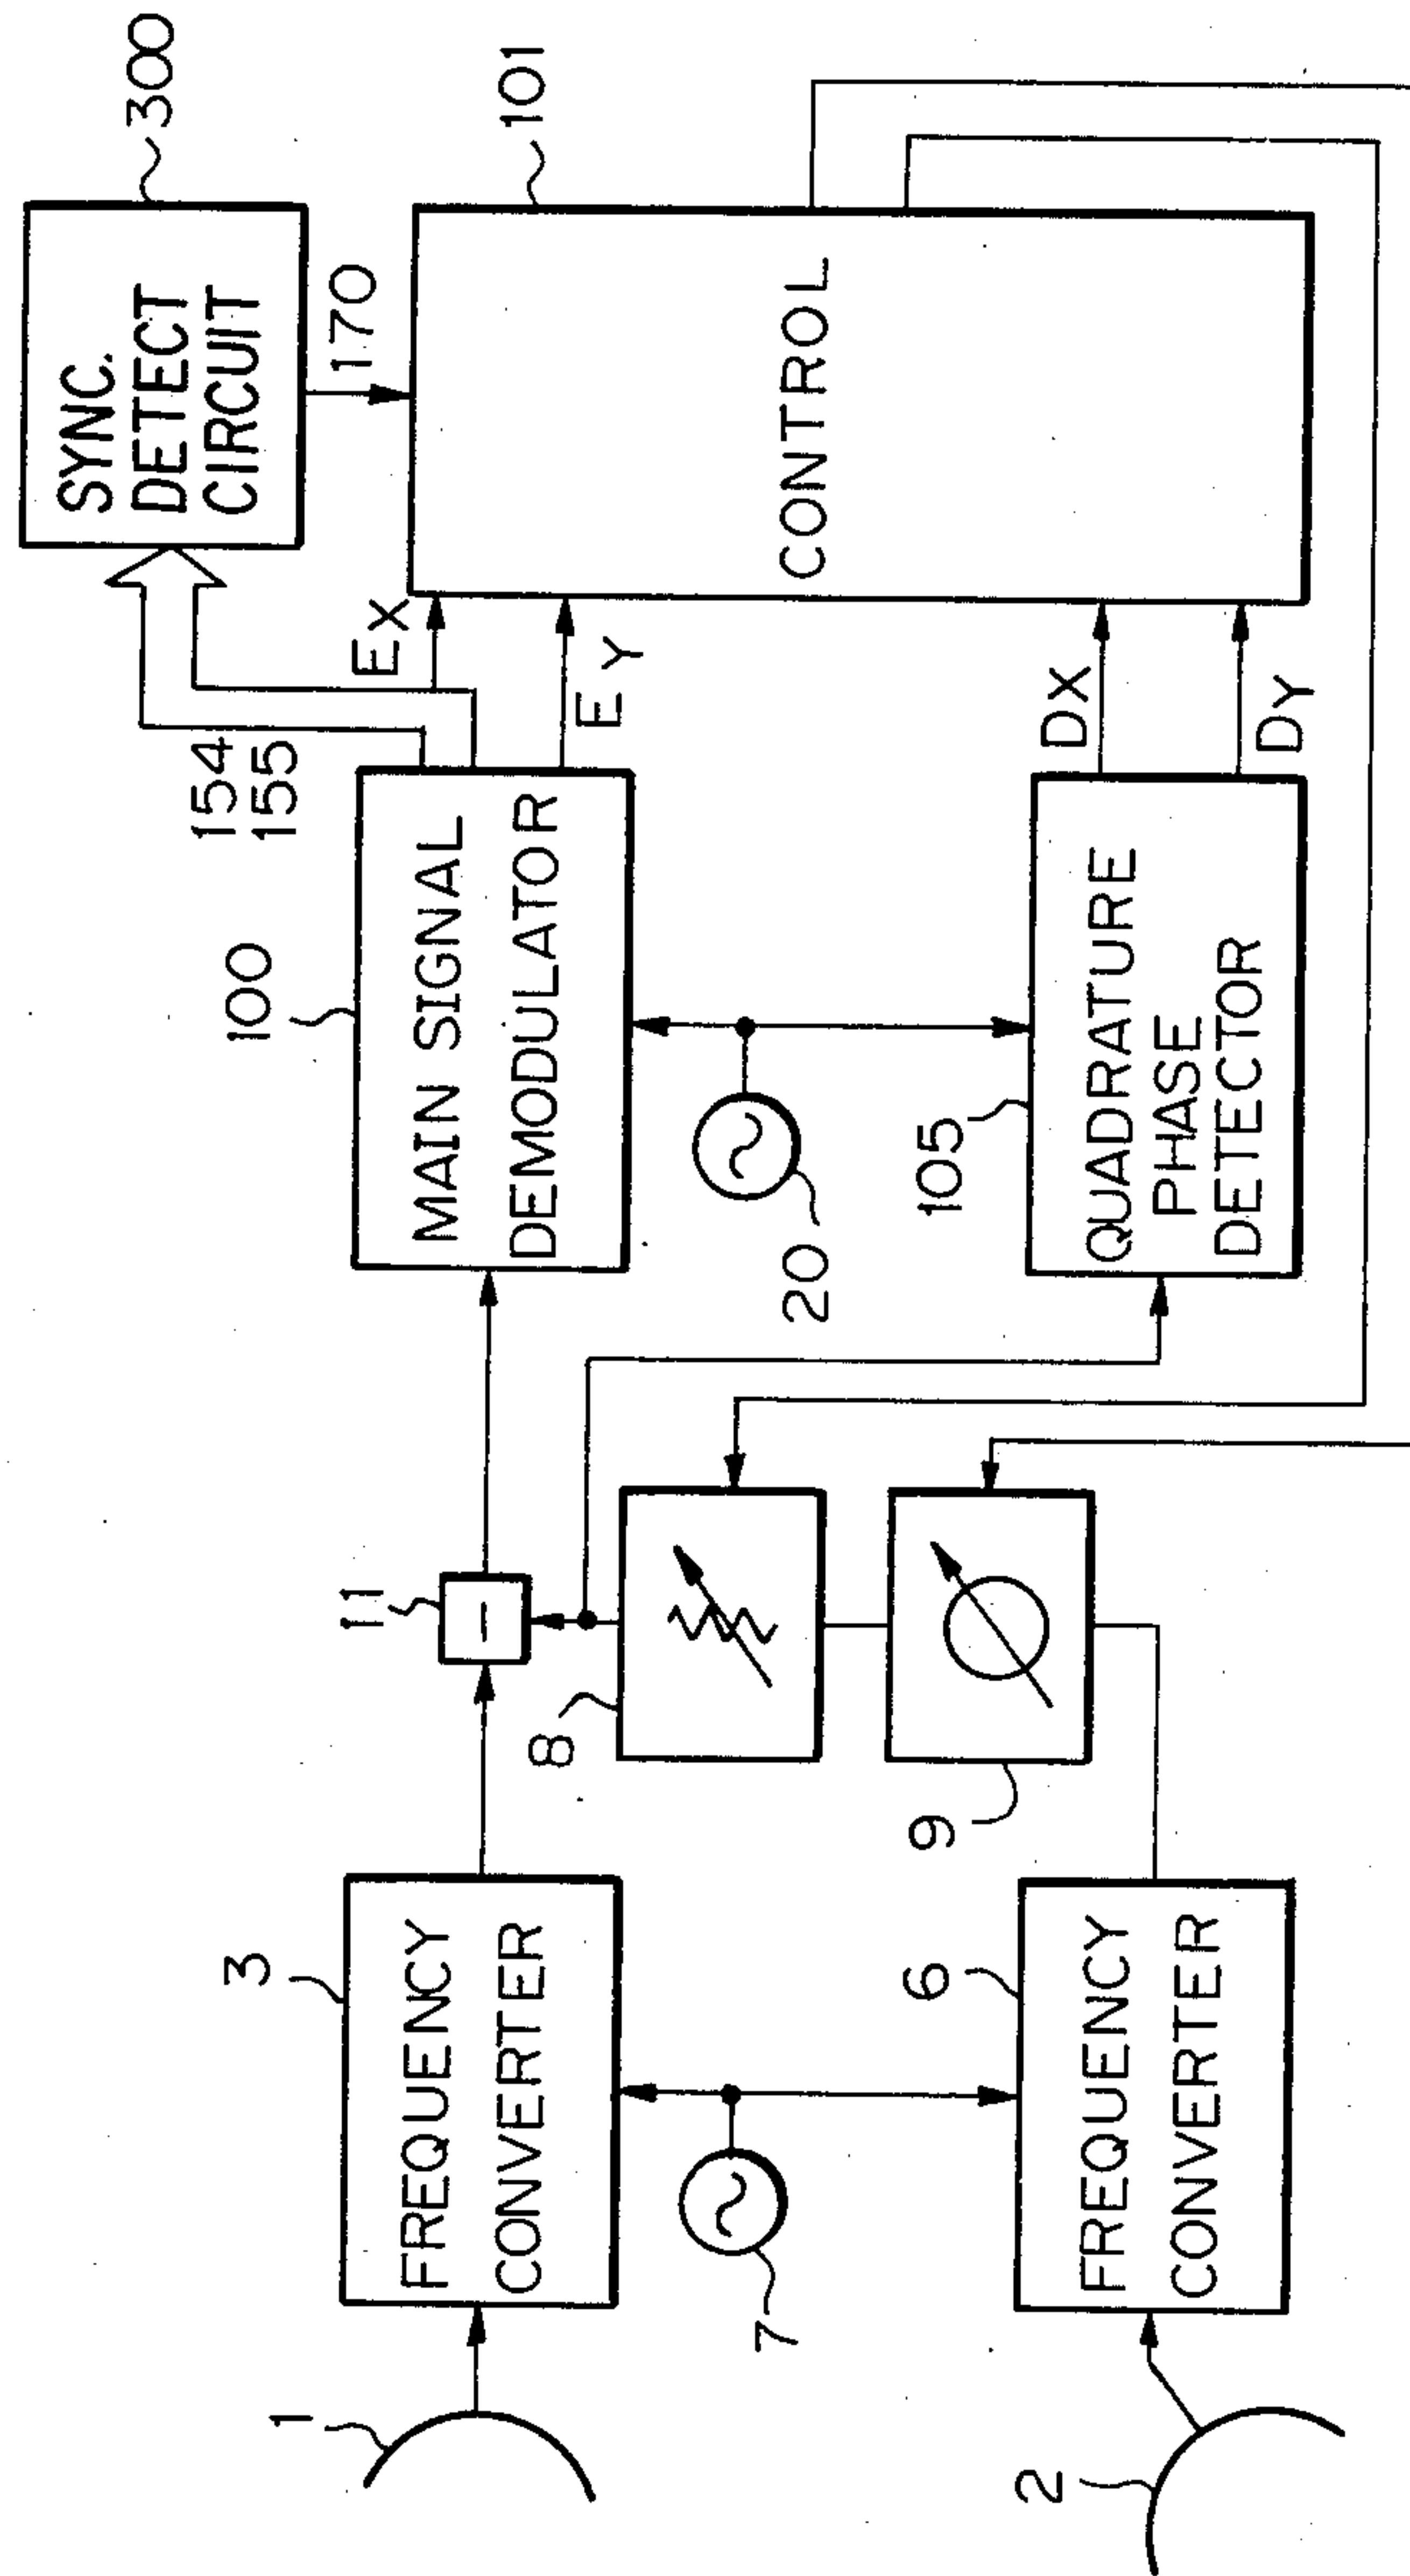 1
3
FREQUENCY
CONVERTER
7
2
6
FREQUENCY
CONVERTER
11
-
8
9
100
MAIN SIGNAL
DEMODULATOR
20
105
QUADRATURE
PHASE
DETECTOR
154
155
EX
EY
DX
DY
SYNC.
DETECT
CIRCUIT
300
170
101
CONTROL